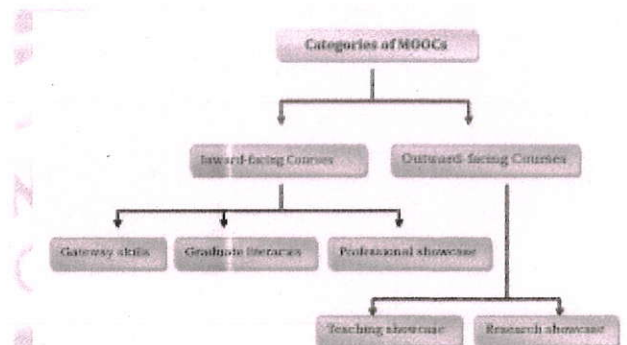 Categories of MOOCs
Inward-facing Courses
Outward-facing Courses
Gateway skills
Graduate literacies
Professional showcase
Teaching showcase
Research showcase